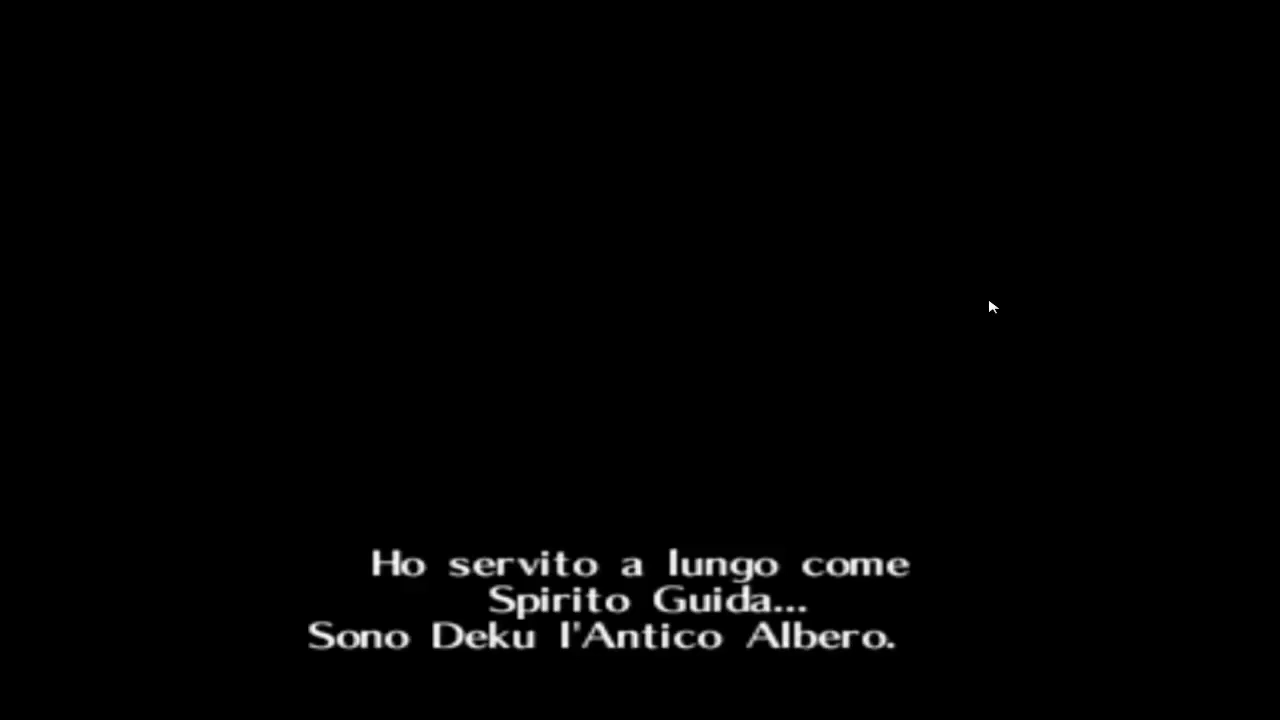 Ho servito a lungo come
Spirito Guida...
Sono Deku l'Antico Albero.